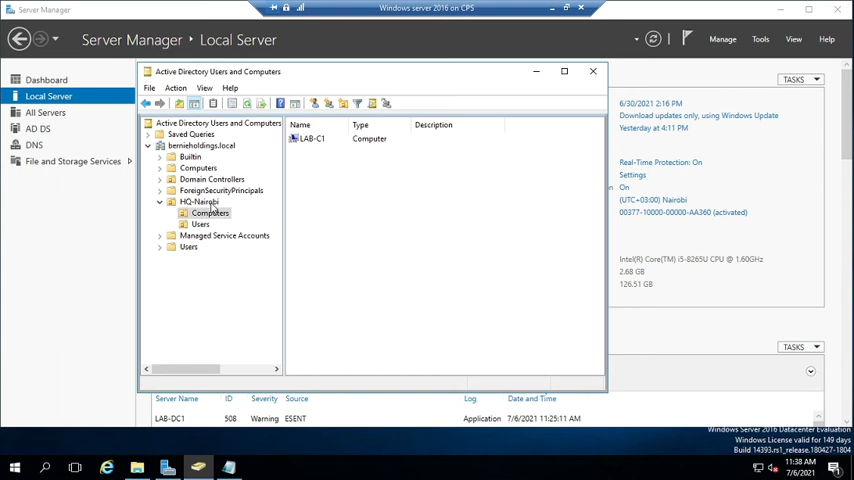 Server Manager
Windows server 2016 on CPS
Server Manager • Local Server
Manage Tools View Help
Dashboard
Local Server
All Servers
AD DS
DNS
File and Storage Services
Active Directory Users and Computers
File Action View Help
Active Directory Users and Computers
Saved Queries
bernieholdings.local
Builtin
Computers
Domain Controllers
ForeignSecurityPrincipals
HQ-Nairobi
Computers
Users
Managed Service Accounts
Users
Name Type Description
LAB-C1 Computer
TASKS
6/30/2021 2:16 PM
Download updates only, using Windows Update
Yesterday at 4:11 PM
Real-Time Protection: On
Settings
On
(UTC+03:00) Nairobi
00377-10000-00000-AA360 (activated)
Intel(R) Core(TM) i5-8265U CPU @ 1.60GHz
2.68 GB
126.51 GB
TASKS
Server Name ID Severity Source Log Date and Time
LAB-DC1 508 Warning ESENT Application 7/6/2021 11:25:11 AM
Windows Server 2016 Datacenter Evaluation
Windows License valid for 149 days
Build 14393.rs1_release.180427-1804
11:38 AM
7/6/2021